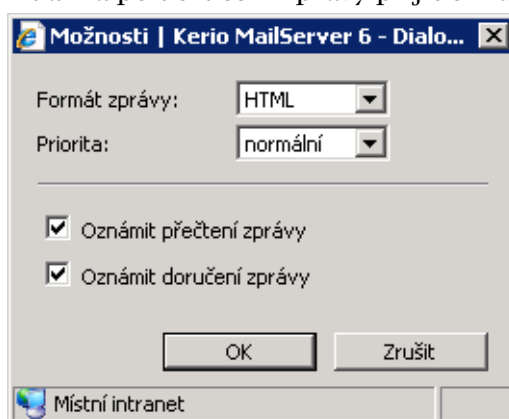 Možnosti | Kerio MailServer 6 - Dialo...
Formát zprávy: HTML
Priorita: normální
Oznámit přečtení zprávy
Oznámit doručení zprávy
OK Zrušit
Místní intranet